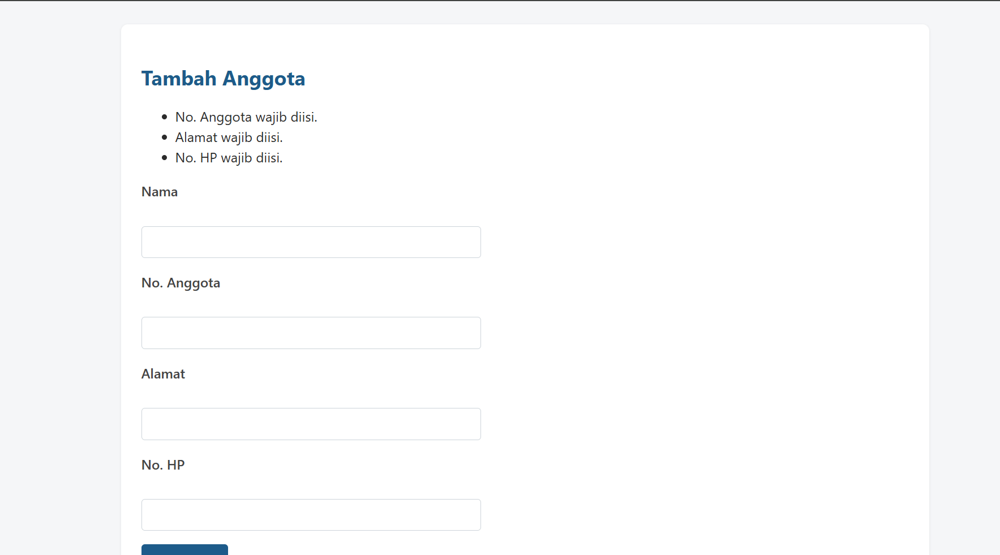 Tambah Anggota
No. Anggota wajib diisi.
Alamat wajib diisi.
No. HP wajib diisi.
Nama
No. Anggota
Alamat
No. HP